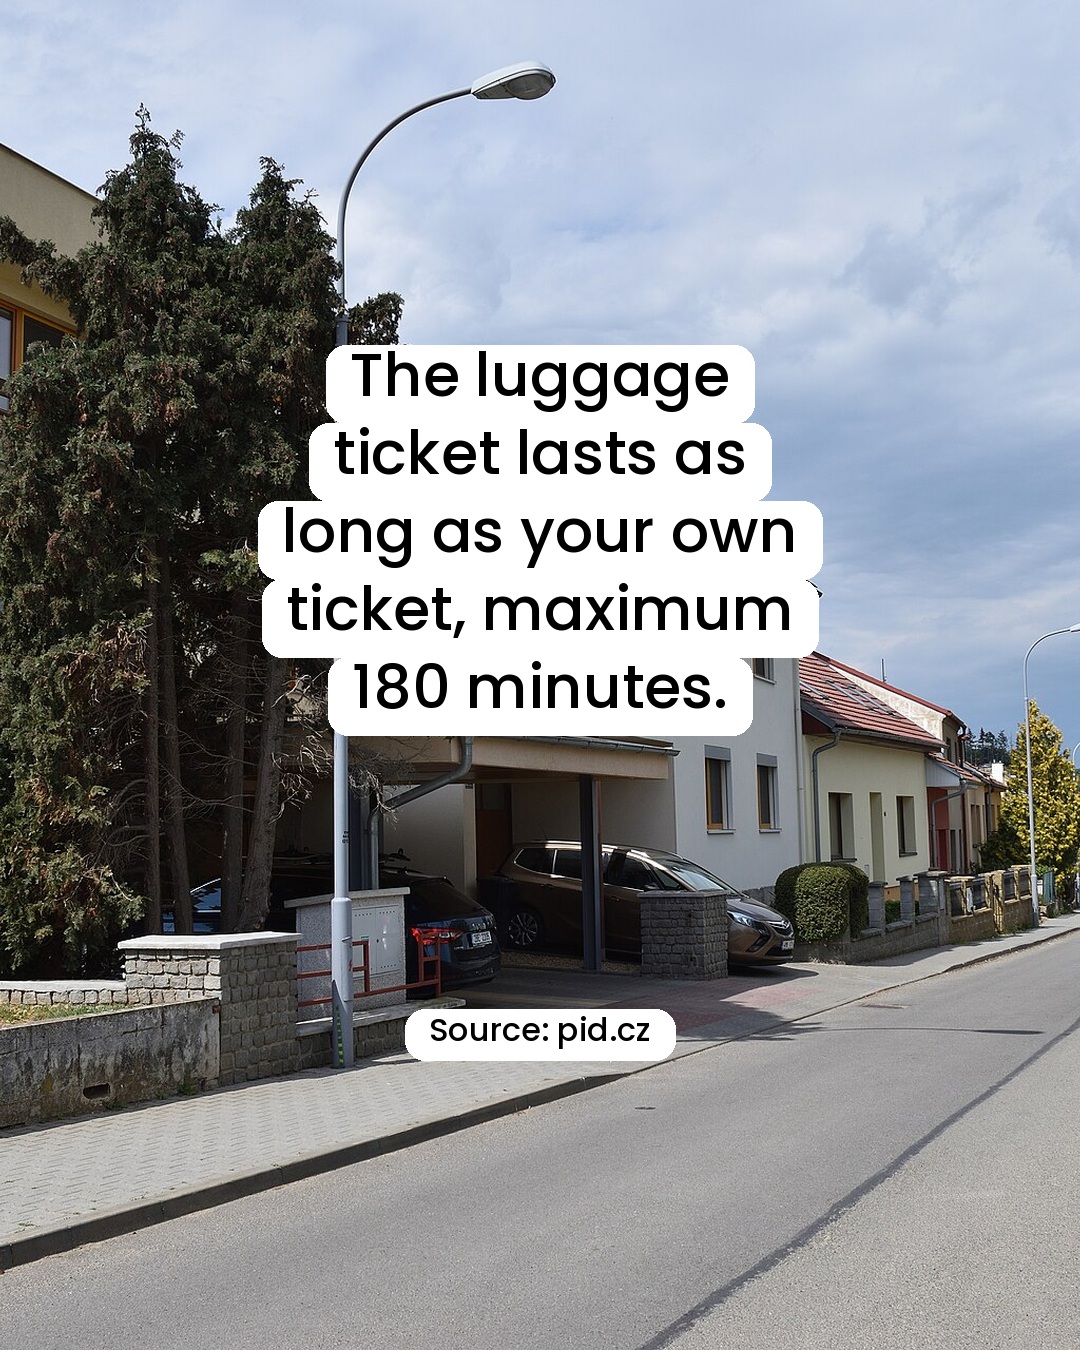 The luggage
ticket lasts as
long as your own
ticket, maximum
180 minutes.
Source: pid.cz